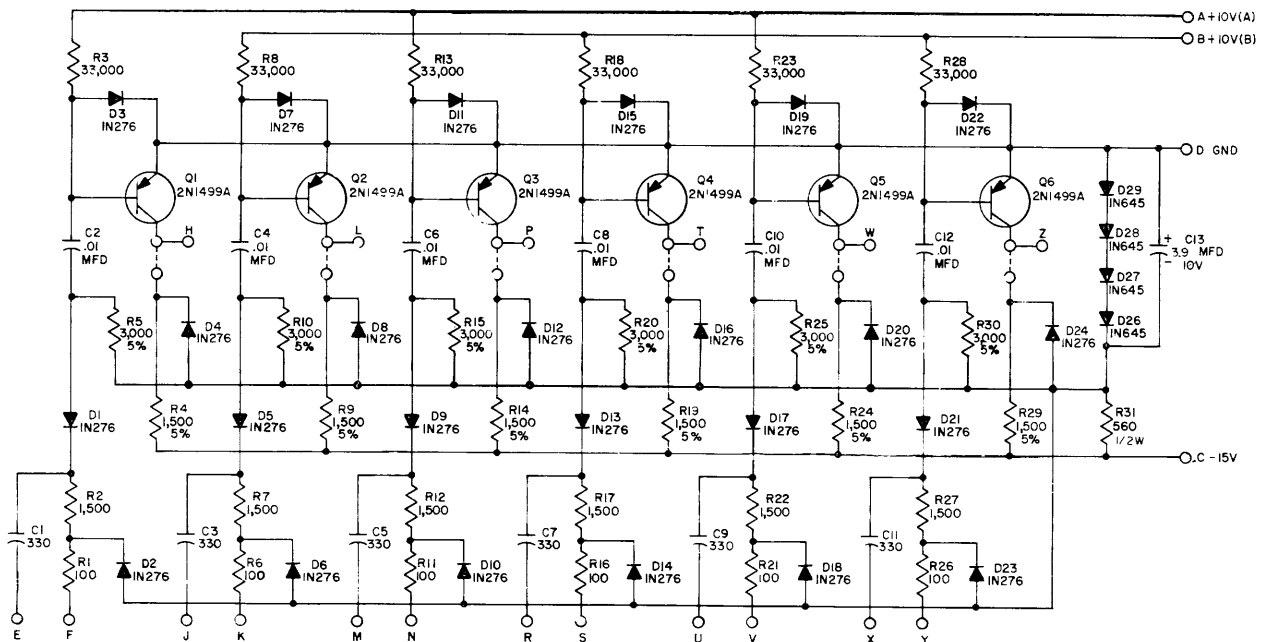 A+10V(A)
B+10V(B)
R3
33,000
R8
33,000
R13
33,000
R18
33,000
R23
33,000
R28
33,000
D3
IN276
D7
IN276
D11
IN276
D15
IN276
D19
IN276
D22
IN276
D GND
Q1
2N1499A
Q2
2N1499A
Q3
2N1499A
Q4
2N1499A
Q5
2N1499A
Q6
2N1499A
D29
IN645
D28
IN645
D27
IN645
D26
IN645
+ C13
3.9 MFD
- 10V
C2
.01
MFD
H
C4
.01
MFD
L
C6
.01
MFD
P
C8
.01
MFD
T
C10
.01
MFD
W
C12
.01
MFD
Z
R5
3,000
5%
D4
IN276
R10
3,000
5%
D8
IN276
R15
3,000
5%
D12
IN276
R20
3,000
5%
D16
IN276
R25
3,000
5%
D20
IN276
R30
3,000
5%
D24
IN276
D1
IN276
R4
1,500
5%
D5
IN276
R9
1,500
5%
D9
IN276
R14
1,500
5%
D13
IN276
R19
1,500
5%
D17
IN276
R24
1,500
5%
D21
IN276
R29
1,500
5%
R31
560
1/2W
C -15V
C1
330
R2
1,500
R1
100
D2
IN276
C3
330
R7
1,500
R6
100
D6
IN276
C5
330
R12
1,500
R11
100
D10
IN276
C7
330
R17
1,500
R16
100
D14
IN276
C9
330
R22
1,500
R21
100
D18
IN276
C11
330
R27
1,500
R26
100
D23
IN276
E F J K M N R S U V X Y